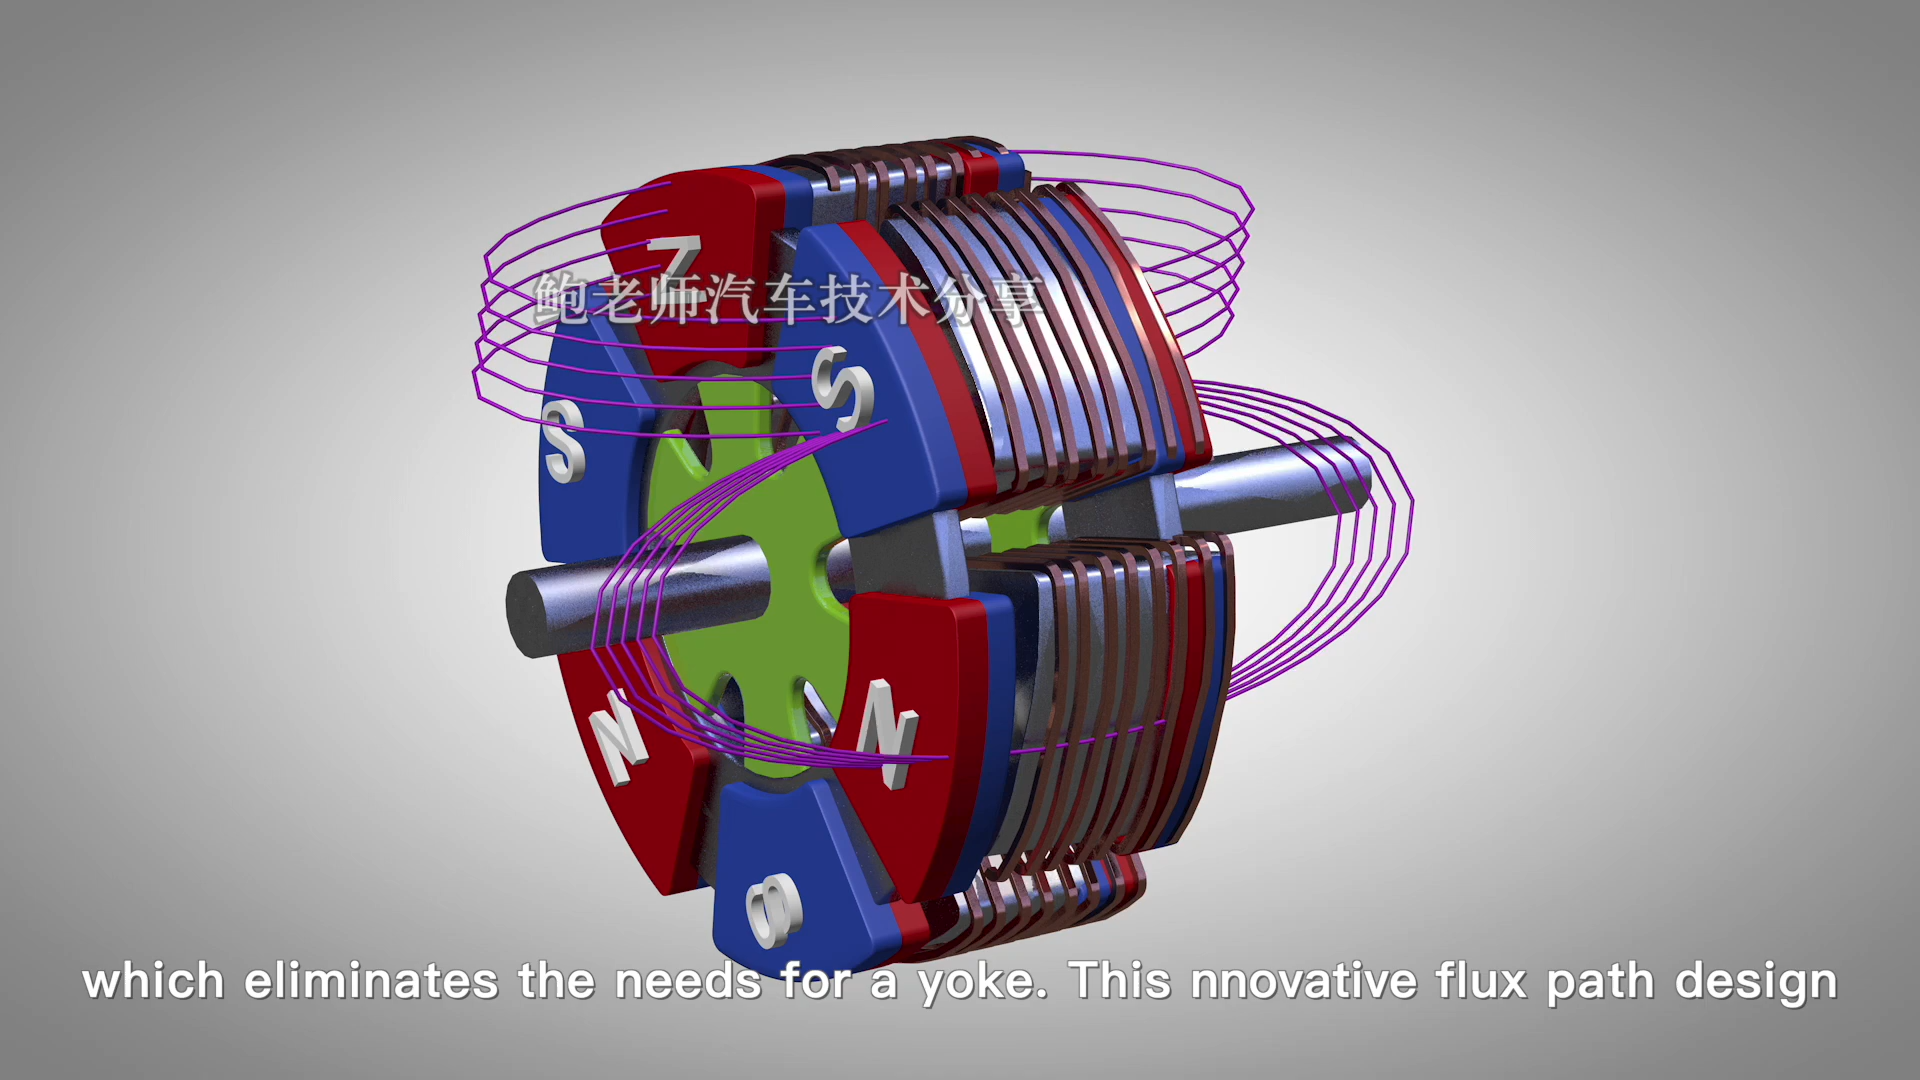 N
鲍老师汽车技术分享
S
S
N
N
S
which eliminates the needs for a yoke. This nnovative flux path design